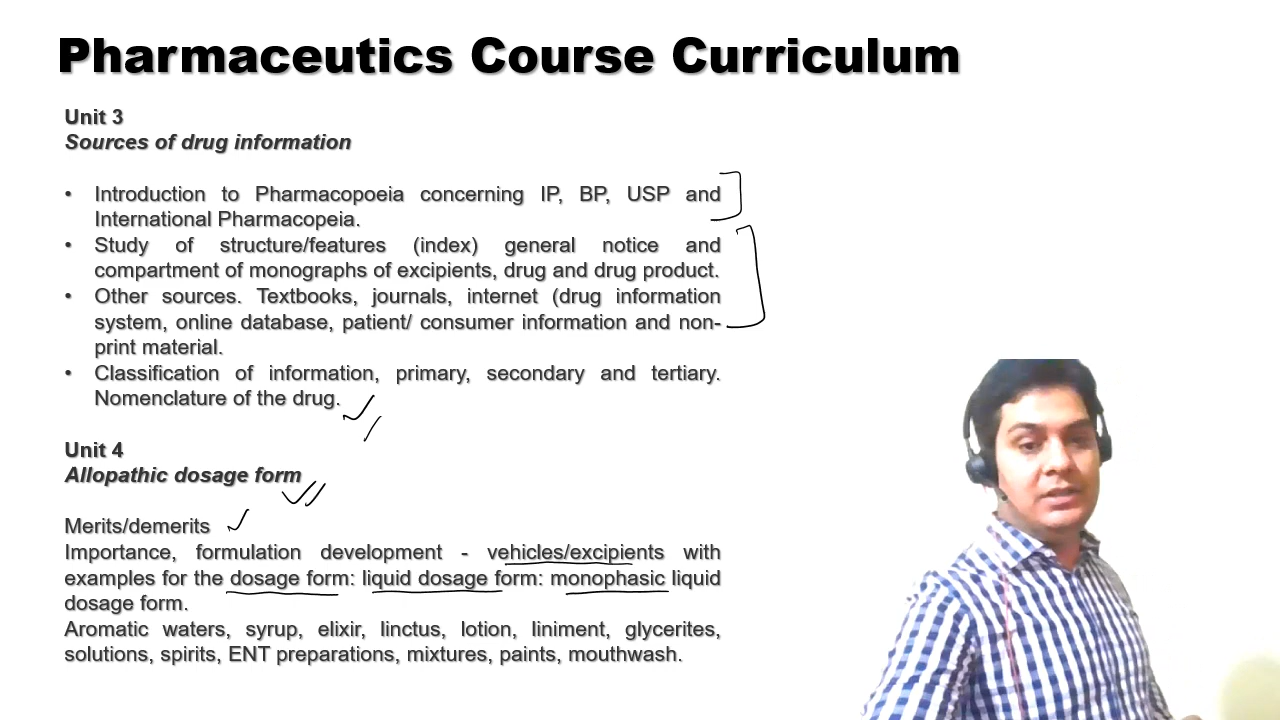 Pharmaceutics Course Curriculum
Unit 3
Sources of drug information
• Introduction to Pharmacopoeia concerning IP, BP, USP and
International Pharmacopeia.
• Study of structure/features (index) general notice and
compartment of monographs of excipients, drug and drug product.
• Other sources. Textbooks, journals, internet (drug information
system, online database, patient/ consumer information and non-
print material.
• Classification of information, primary, secondary and tertiary.
Nomenclature of the drug.
Unit 4
Allopathic dosage form
Merits/demerits
Importance, formulation development - vehicles/excipients with
examples for the dosage form: liquid dosage form: monophasic liquid
dosage form.
Aromatic waters, syrup, elixir, linctus, lotion, liniment, glycerites,
solutions, spirits, ENT preparations, mixtures, paints, mouthwash.